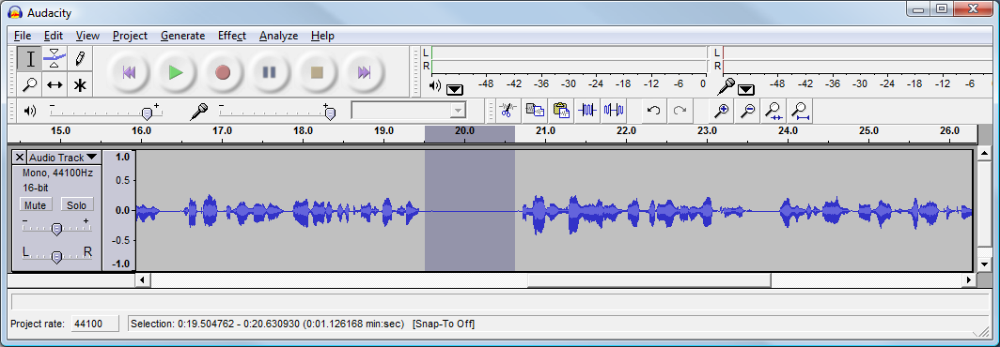 Audacity
File Edit View Project Generate Effect Analyze Help
L
R
-48 -42 -36 -30 -24 -18 -12 -6 0
L
R
-48 -42 -36 -30 -24 -18 -12 -6
- +
- +
15.0 16.0 17.0 18.0 19.0 20.0 21.0 22.0 23.0 24.0 25.0 26.0
Audio Track
Mono, 44100Hz
16-bit
Mute Solo
- +
L R
1.0
0.5
0.0
-0.5
-1.0
Project rate: 44100 Selection: 0:19.504762 - 0:20.630930 (0:01.126168 min:sec) [Snap-To Off]